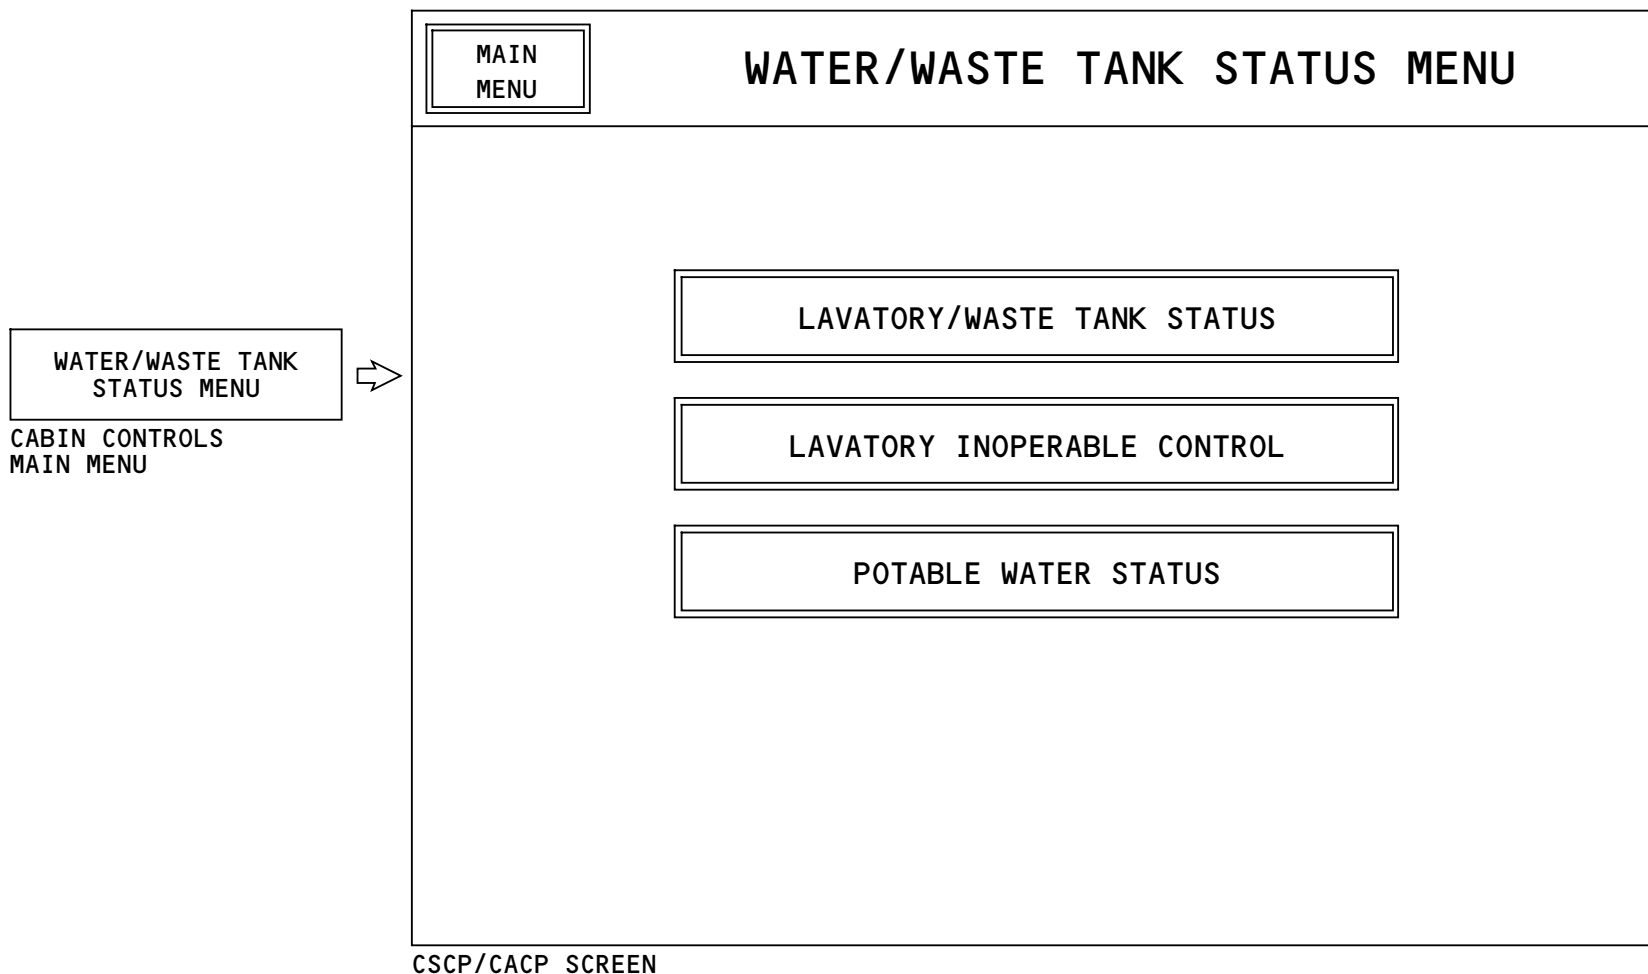 MAIN
MENU
WATER/WASTE TANK STATUS MENU
LAVATORY/WASTE TANK STATUS
WATER/WASTE TANK
STATUS MENU
CABIN CONTROLS
MAIN MENU
LAVATORY INOPERABLE CONTROL
POTABLE WATER STATUS
CSCP/CACP SCREEN